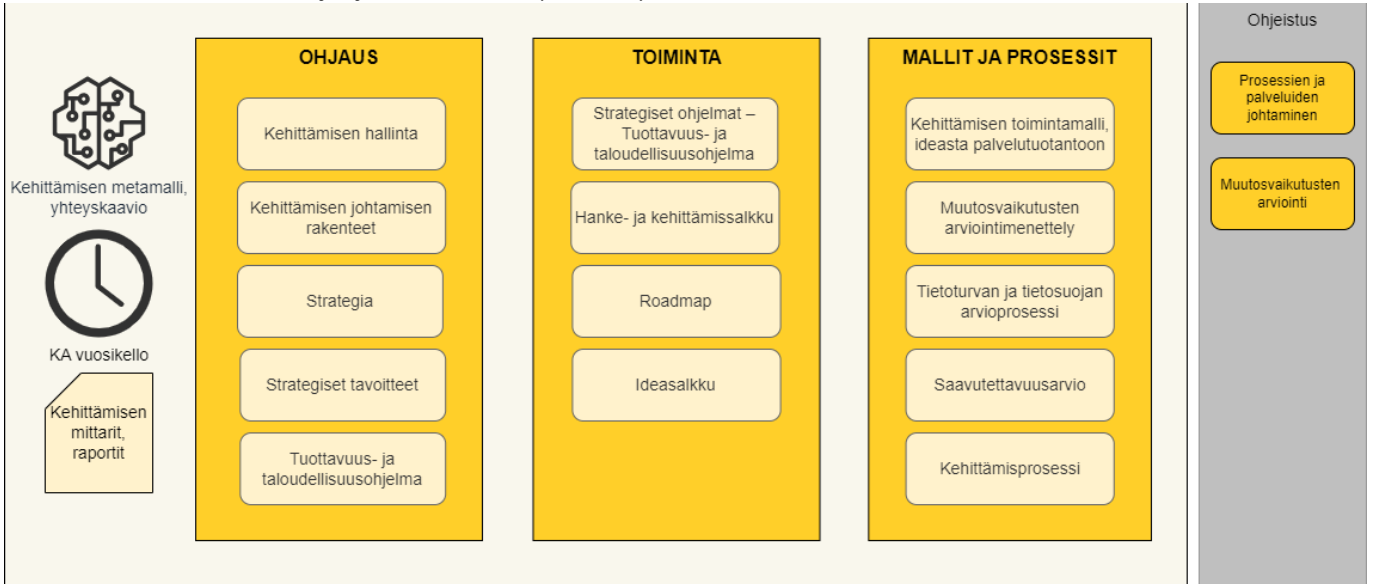 Kehittämisen metamalli,
yhteyskaavio
KA vuosikello
Kehittämisen
mittarit,
raportit
OHJAUS
Kehittämisen hallinta
Kehittämisen johtamisen
rakenteet
Strategia
Strategiset tavoitteet
Tuottavuus- ja
taloudellisuusohjelma
TOIMINTA
Strategiset ohjelmat –
Tuottavuus- ja
taloudellisuusohjelma
Hanke- ja kehittämissalkku
Roadmap
Ideasalkku
MALLIT JA PROSESSIT
Kehittämisen toimintamalli,
ideasta palvelutuotantoon
Muutosvaikutusten
arviointimenettely
Tietoturvan ja tietosuojan
arvioprosessi
Saavutettavuusarvio
Kehittämisprosessi
Ohjeistus
Prosessien ja
palveluiden
johtaminen
Muutosvaikutusten
arviointi